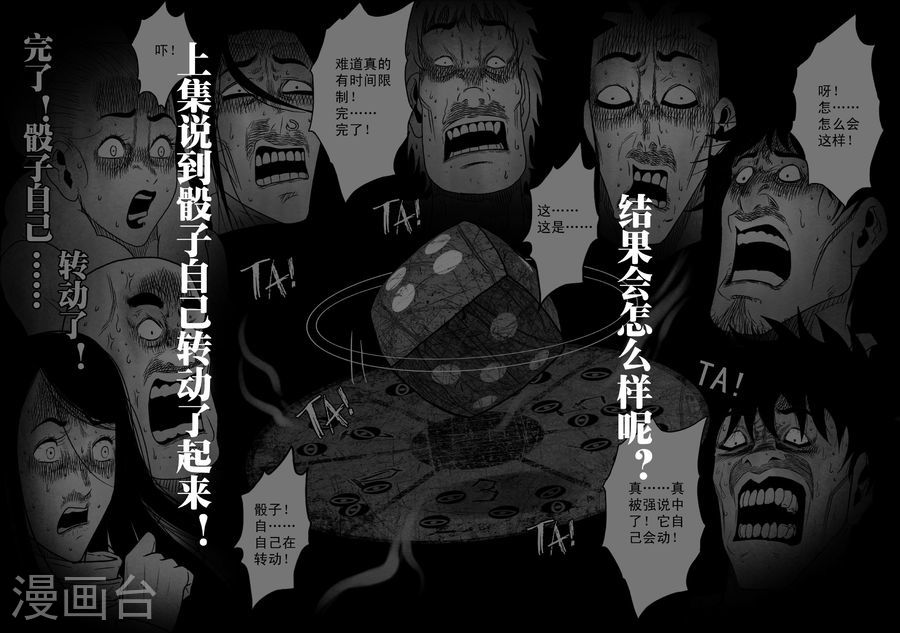 完了！骰子自己……
转动了！
吓！
上集说到骰子自己转动了起来！
难道真的
有时间限
制！
完……
完了！
呀！
怎……
怎么会
这样！
这……
这是……
结果会怎么样呢？
TA!
TA!
TA!
TA!
TA!
骰子！
自……
自己在
转动！
真……真
被强说中
了！它自
己会动！
漫画台